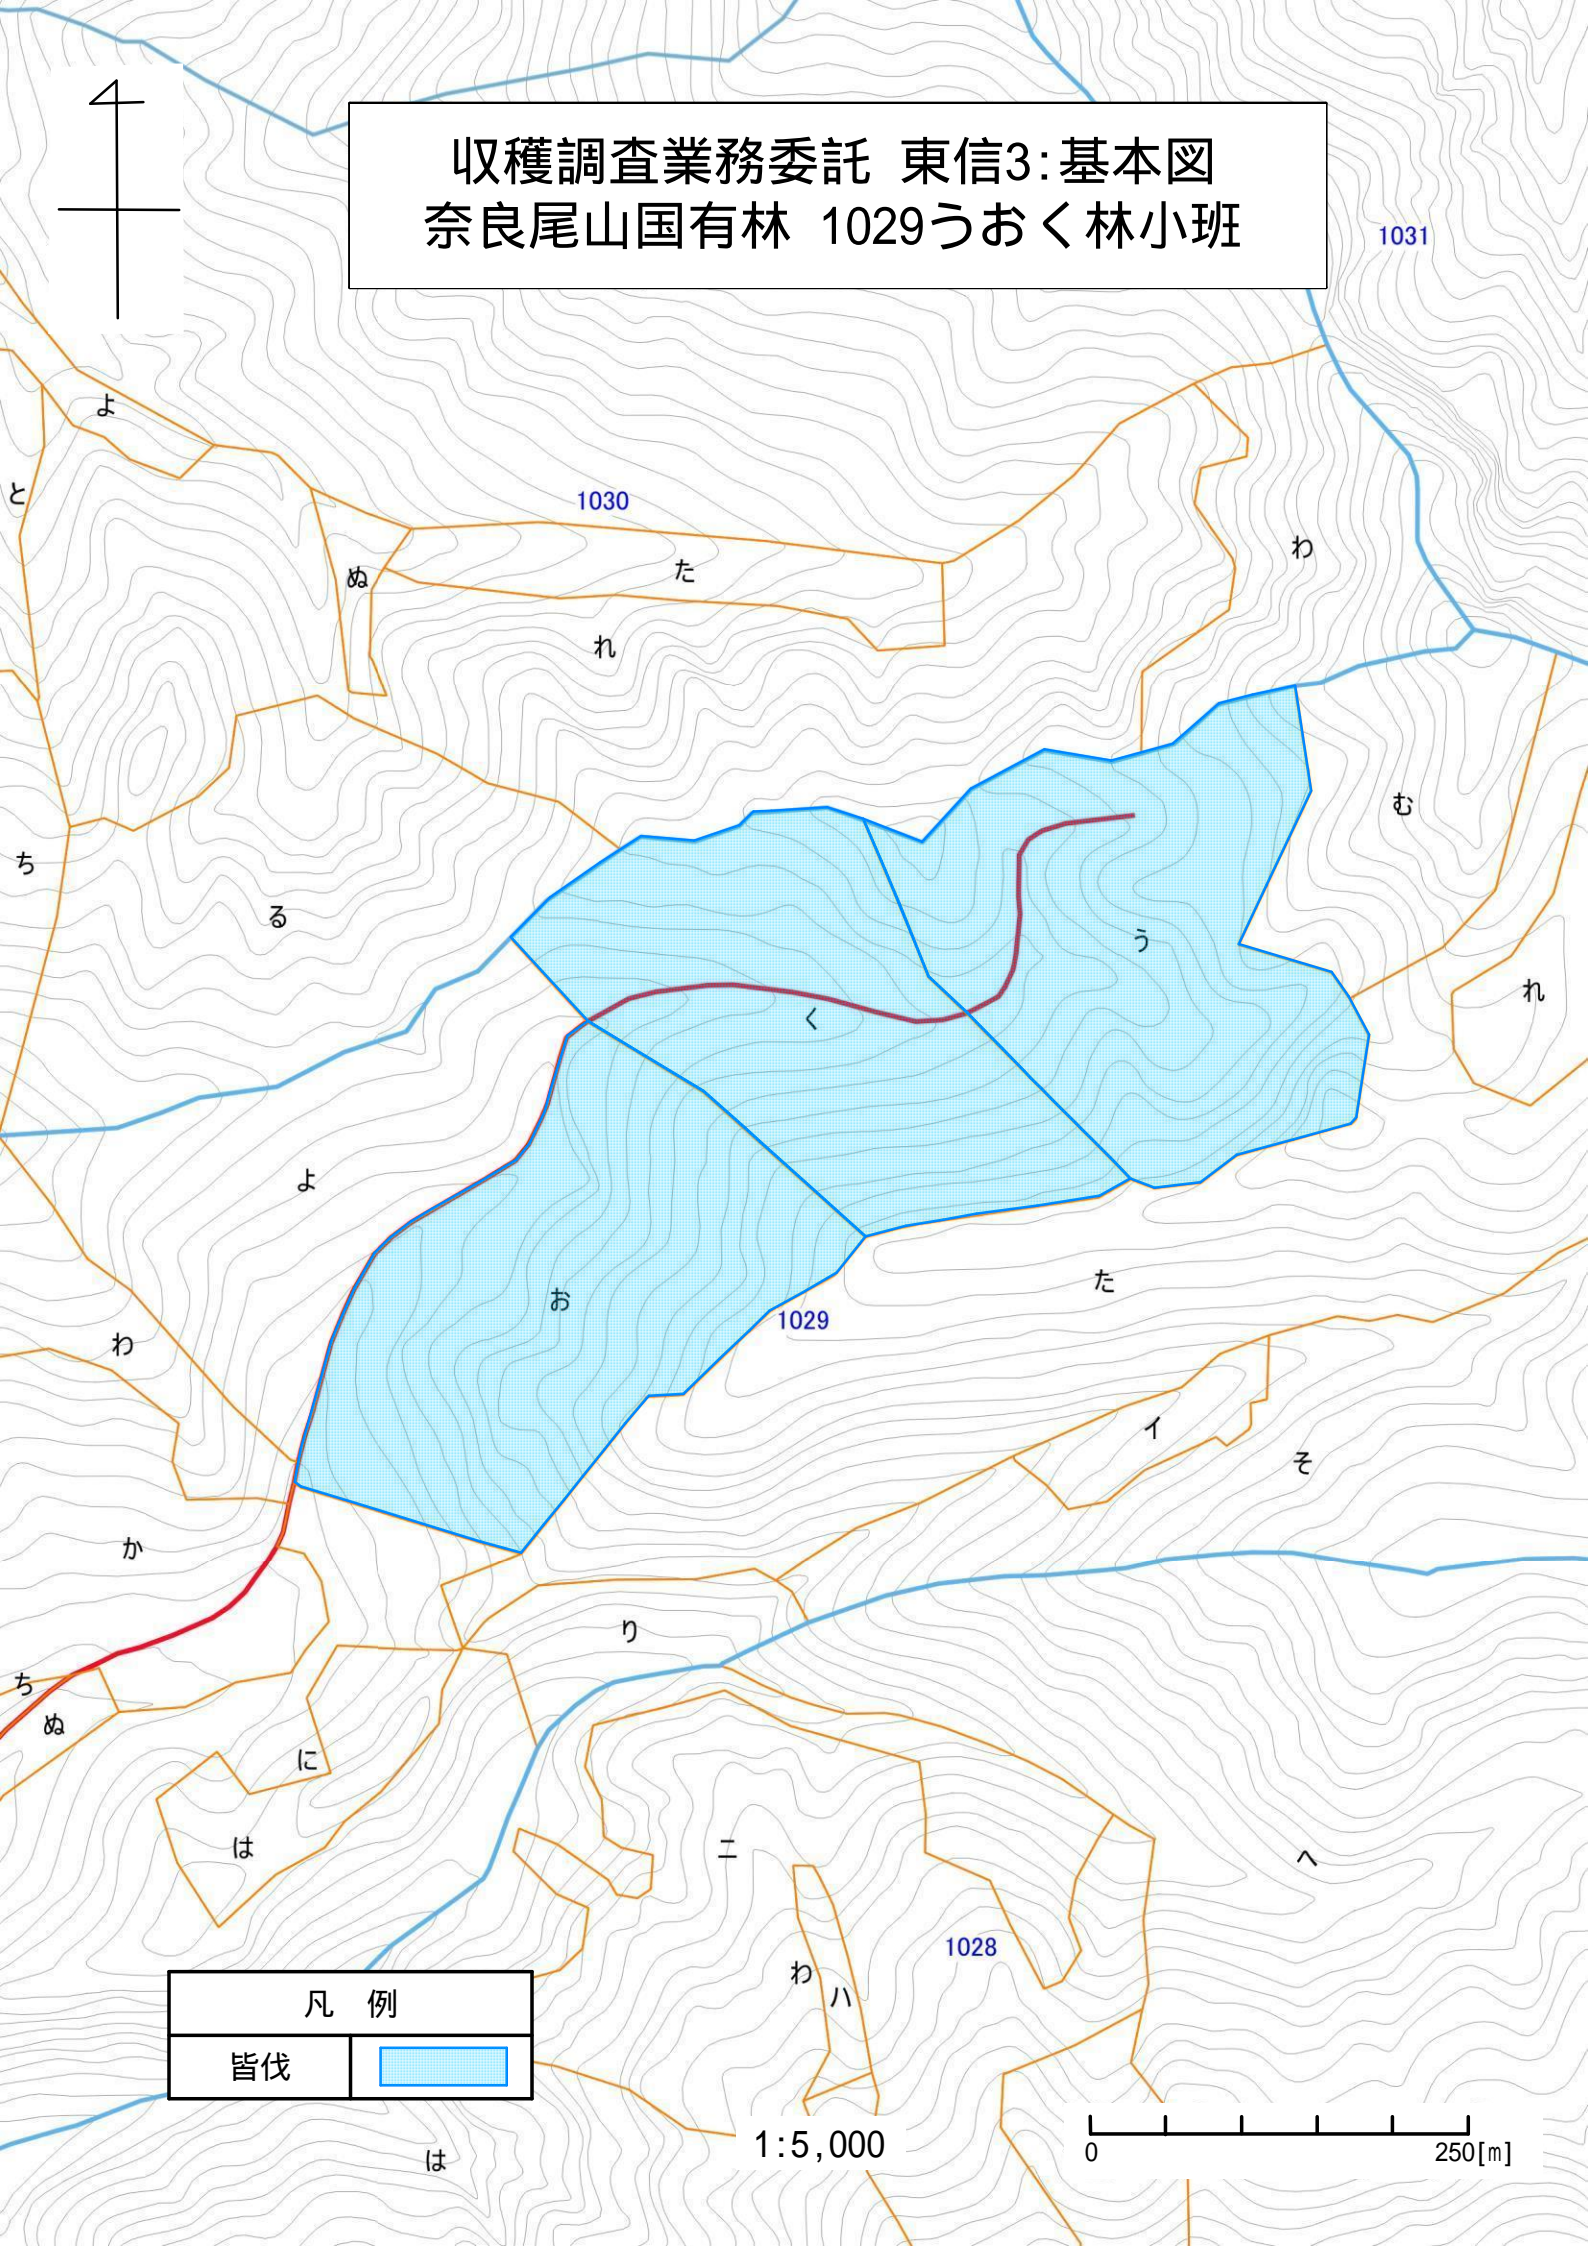 収穫調査業務委託 東信3:基本図
奈良尾山国有林 1029うおく林小班
1031
よ
と
1030
ぬ
た
わ
れ
む
ち
る
う
れ
く
よ
た
お
1029
わ
イ
そ
か
り
ち
ぬ
に
は
ニ
へ
1028
わ
ハ
凡 例
皆伐
は
1:5,000
0
250[m]